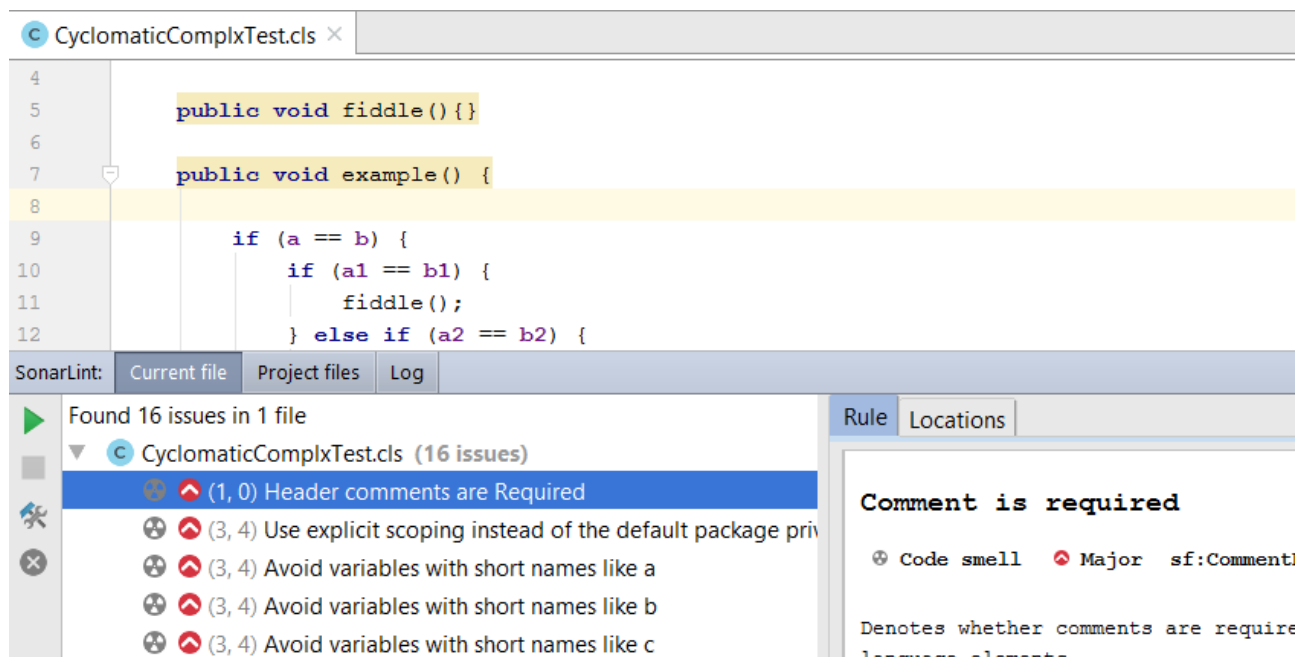 C CyclomaticComplxTest.cls ×
4
5 public void fiddle(){}
6
7 public void example() {
8
9 if (a == b) {
10 if (a1 == b1) {
11 fiddle();
12 } else if (a2 == b2) {
SonarLint: Current file Project files Log
Found 16 issues in 1 file
C CyclomaticComplxTest.cls (16 issues)
(1, 0) Header comments are Required
(3, 4) Use explicit scoping instead of the default package
(3, 4) Avoid variables with short names like a
(3, 4) Avoid variables with short names like b
(3, 4) Avoid variables with short names like c
Rule Locations
Comment is required
Code smell Major
Denotes whether comments are require
language elements